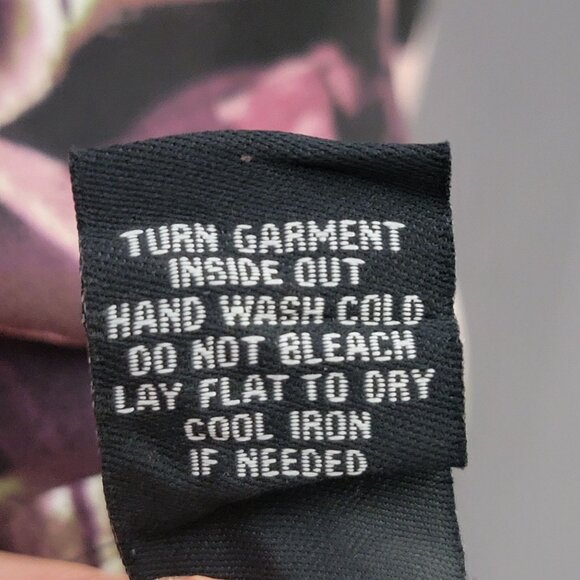 TURN GARMENT
INSIDE OUT
HAND WASH COLD
DO NOT BLEACH
LAY FLAT TO DRY
COOL IRON
IF NEEDED